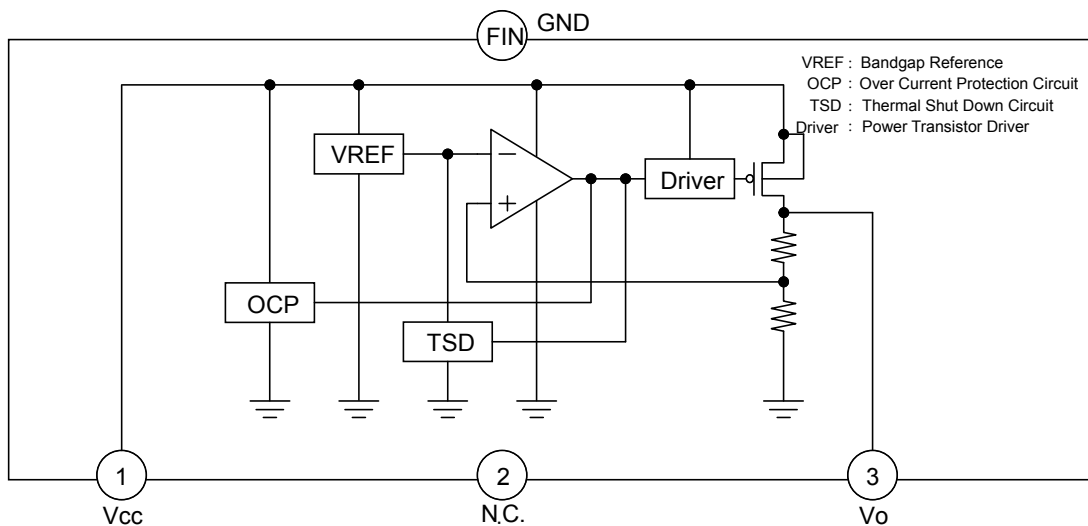 FIN GND
VREF : Bandgap Reference
OCP : Over Current Protection Circuit
TSD : Thermal Shut Down Circuit
Driver : Power Transistor Driver
VREF
−
+
Driver
OCP
TSD
1
2
3
Vcc
N.C.
Vo